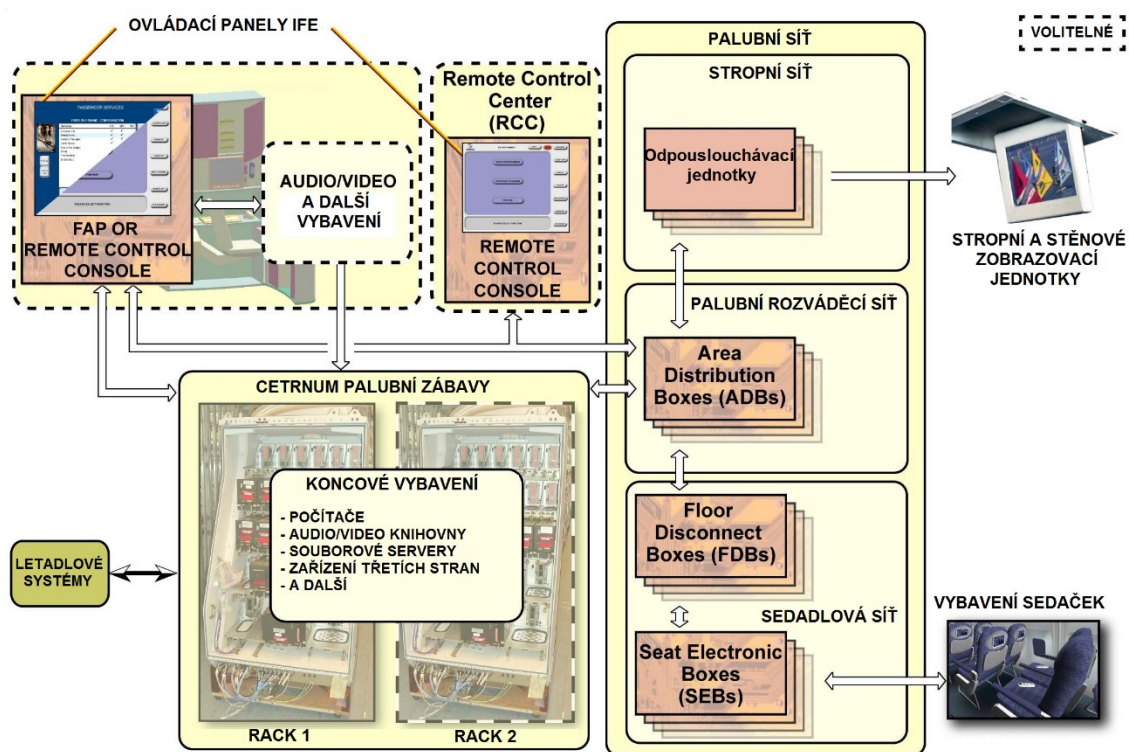 OVLÁDACÍ PANELY IFE
PALUBNÍ SÍŤ
VOLITELNÉ
STROPNÍ SÍŤ
Remote Control
Center
(RCC)
PASSENGER SERVICES
Odpouslouchávací
jednotky
AUDIO/VIDEO
A DALŠÍ
VYBAVENÍ
FAP OR
REMOTE CONTROL
CONSOLE
REMOTE
CONTROL
CONSOLE
STROPNÍ A STĚNOVÉ
ZOBRAZOVACÍ
JEDNOTKY
PALUBNÍ ROZVÁDĚCÍ SÍŤ
Area
Distribution
Boxes (ADBs)
CETRNUM PALUBNÍ ZÁBAVY
KONCOVÉ VYBAVENÍ
- POČÍTAČE
- AUDIO/VIDEO KNIHOVNY
- SOUBOROVÉ SERVERY
- ZAŘÍZENÍ TŘETÍCH STRAN
- A DALŠÍ
Floor
Disconnect
Boxes (FDBs)
LETADLOVÉ
SYSTÉMY
SEDADLOVÁ SÍŤ
VYBAVENÍ SEDAČEK
Seat Electronic
Boxes
(SEBs)
RACK 1
RACK 2